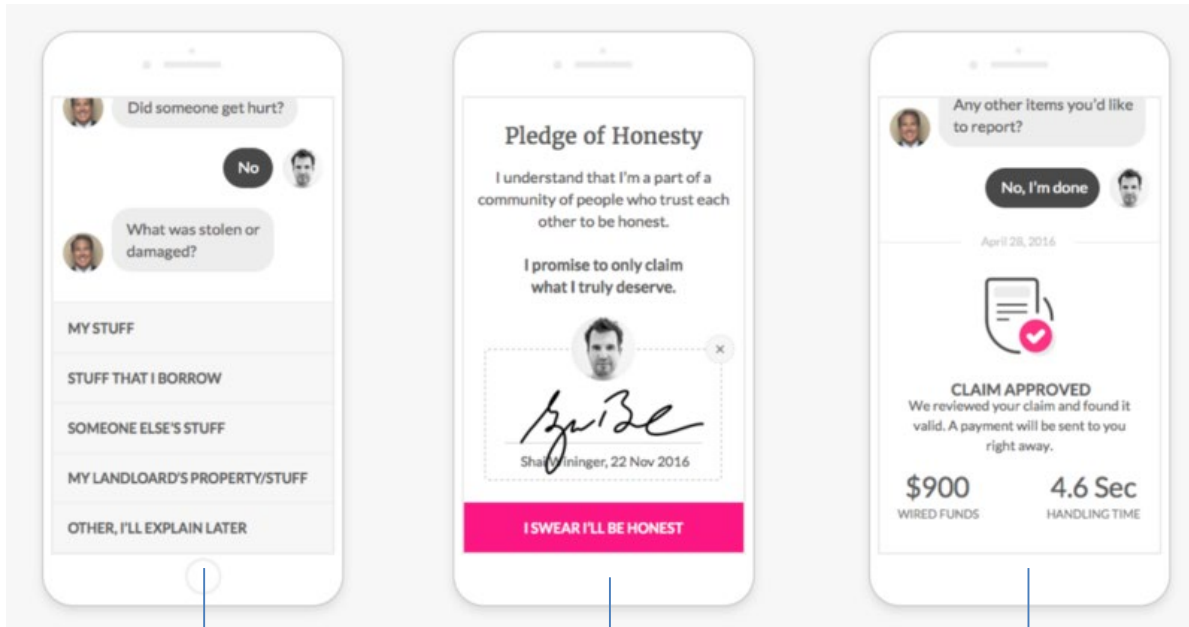 Did someone get hurt?
No
What was stolen or
damaged?
MY STUFF
STUFF THAT I BORROW
SOMEONE ELSE'S STUFF
MY LANDLOARD'S PROPERTY/STUFF
OTHER, I'LL EXPLAIN LATER
Pledge of Honesty
I understand that I'm a part of a
community of people who trust each
other to be honest.
I promise to only claim
what I truly deserve.
Shai Wininger, 22 Nov 2016
I SWEAR I'LL BE HONEST
Any other items you'd like
to report?
No, I'm done
April 28, 2016
CLAIM APPROVED
We reviewed your claim and found it
valid. A payment will be sent to you
right away.
$900 4.6 Sec
WIRED FUNDS HANDLING TIME